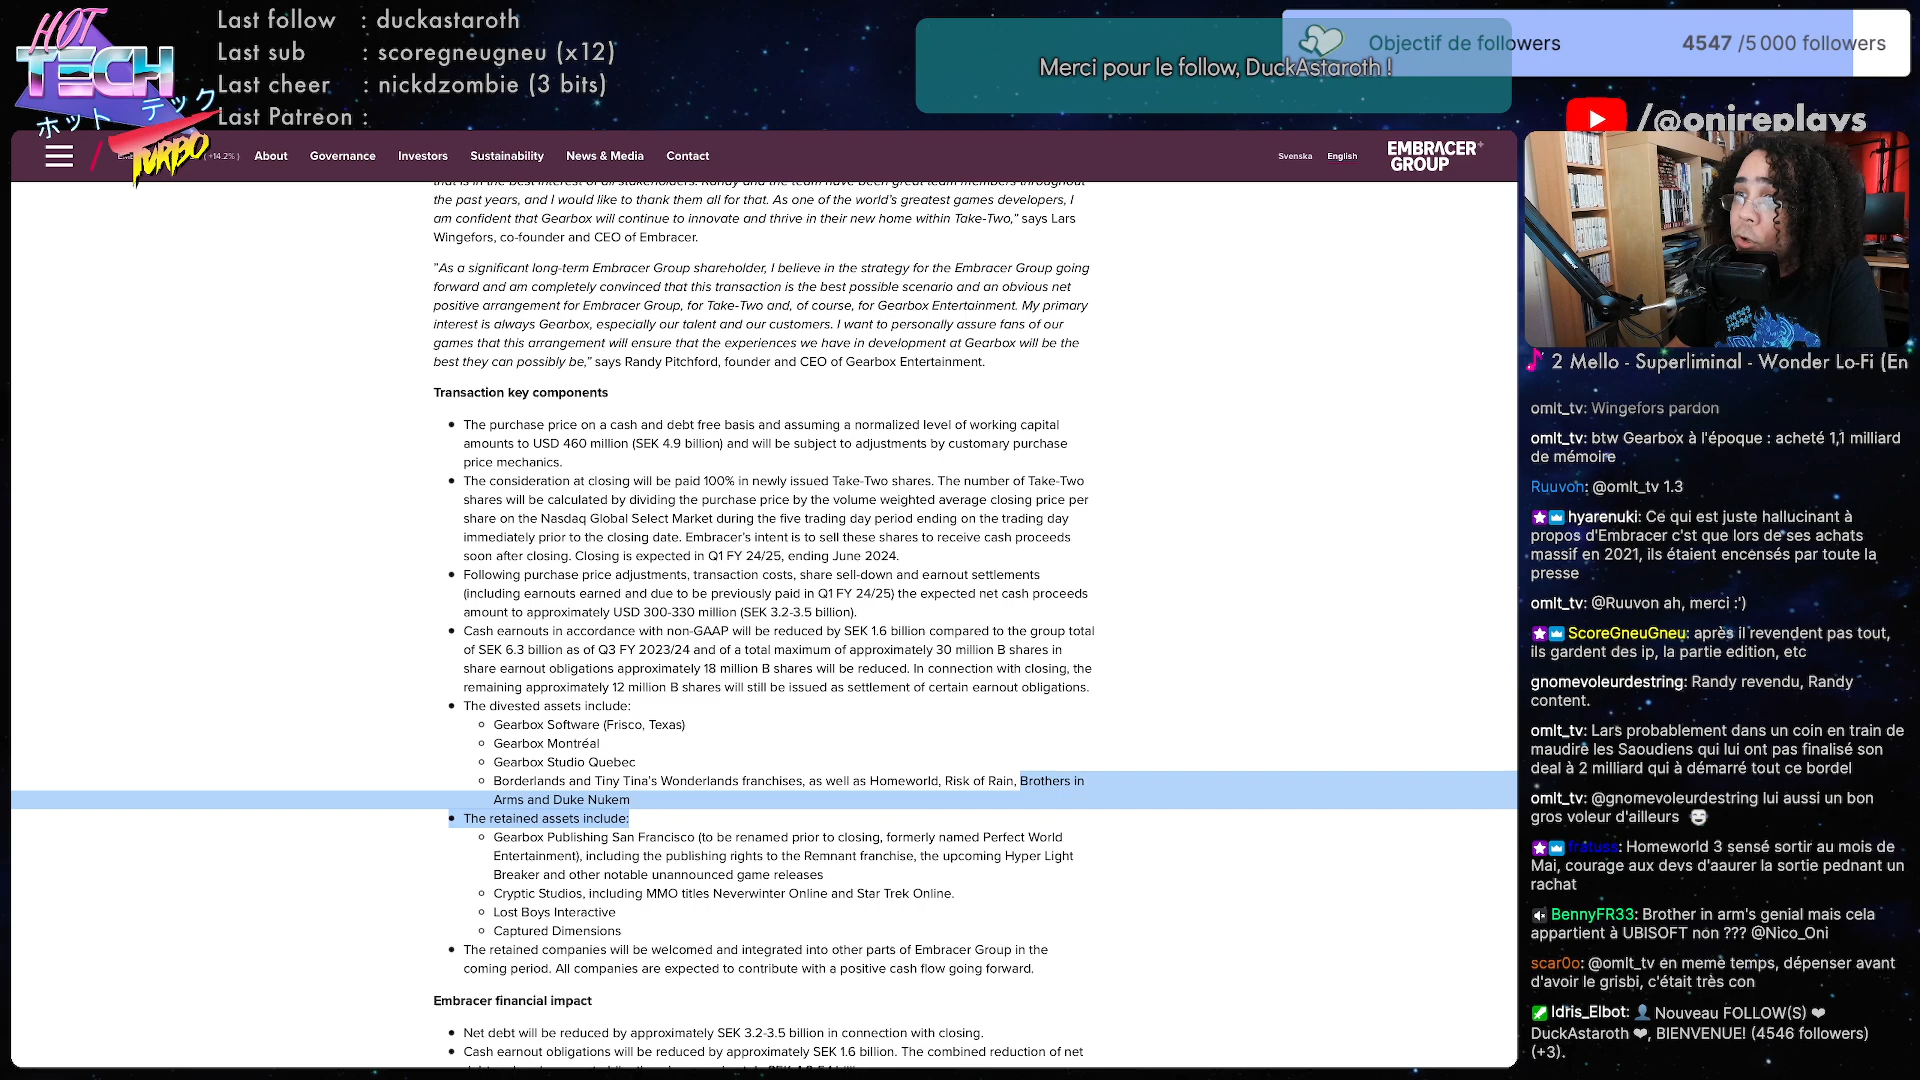 HOT
TECH
ホット テック
TURBO
Last follow : duckastaroth
Last sub : scoregneugneu (x12)
Last cheer : nickdzombie (3 bits)
Last Patreon :
Merci pour le follow, DuckAstaroth !
Objectif de followers 4547 /5 000 followers
/@onireplays
(+14.2%)
About Governance Investors Sustainability News & Media Contact
Svenska English
EMBRACER+
GROUP
that is in the best interest of all stakeholders. Randy and the team have been great team members throughout
the past years, and I would like to thank them all for that. As one of the world's greatest games developers, I
am confident that Gearbox will continue to innovate and thrive in their new home within Take-Two," says Lars
Wingefors, co-founder and CEO of Embracer.
"As a significant long-term Embracer Group shareholder, I believe in the strategy for the Embracer Group going
forward and am completely convinced that this transaction is the best possible scenario and an obvious net
positive arrangement for Embracer Group, for Take-Two and, of course, for Gearbox Entertainment. My primary
interest is always Gearbox, especially our talent and our customers. I want to personally assure fans of our
games that this arrangement will ensure that the experiences we have in development at Gearbox will be the
best they can possibly be," says Randy Pitchford, founder and CEO of Gearbox Entertainment.
Transaction key components
The purchase price on a cash and debt free basis and assuming a normalized level of working capital
amounts to USD 460 million (SEK 4.9 billion) and will be subject to adjustments by customary purchase
price mechanics.
The consideration at closing will be paid 100% in newly issued Take-Two shares. The number of Take-Two
shares will be calculated by dividing the purchase price by the volume weighted average closing price per
share on the Nasdaq Global Select Market during the five trading day period ending on the trading day
immediately prior to the closing date. Embracer's intent is to sell these shares to receive cash proceeds
soon after closing. Closing is expected in Q1 FY 24/25, ending June 2024.
Following purchase price adjustments, transaction costs, share sell-down and earnout settlements
(including earnouts earned and due to be previously paid in Q1 FY 24/25) the expected net cash proceeds
amount to approximately USD 300-330 million (SEK 3.2-3.5 billion).
Cash earnouts in accordance with non-GAAP will be reduced by SEK 1.6 billion compared to the group total
of SEK 6.3 billion as of Q3 FY 2023/24 and of a total maximum of approximately 30 million B shares in
share earnout obligations approximately 18 million B shares will be reduced. In connection with closing, the
remaining approximately 12 million B shares will still be issued as settlement of certain earnout obligations.
The divested assets include:
Gearbox Software (Frisco, Texas)
Gearbox Montréal
Gearbox Studio Quebec
Borderlands and Tiny Tina's Wonderlands franchises, as well as Homeworld, Risk of Rain, Brothers in
Arms and Duke Nukem
The retained assets include:
Gearbox Publishing San Francisco (to be renamed prior to closing, formerly named Perfect World
Entertainment), including the publishing rights to the Remnant franchise, the upcoming Hyper Light
Breaker and other notable unannounced game releases
Cryptic Studios, including MMO titles Neverwinter Online and Star Trek Online.
Lost Boys Interactive
Captured Dimensions
The retained companies will be welcomed and integrated into other parts of Embracer Group in the
coming period. All companies are expected to contribute with a positive cash flow going forward.
Embracer financial impact
Net debt will be reduced by approximately SEK 3.2-3.5 billion in connection with closing.
Cash earnout obligations will be reduced by approximately SEK 1.6 billion. The combined reduction of net
2 Mello - Superliminal - Wonder Lo-Fi (En
omlt_tv: Wingefors pardon
omlt_tv: btw Gearbox à l'époque : acheté 1,1 milliard
de mémoire
Ruuvon: @omlt_tv 1.3
hyarenuki: Ce qui est juste hallucinant à
propos d'Embracer c'est que lors de ses achats
massif en 2021, ils étaient encensés par toute la
presse
omlt_tv: @Ruuvon ah, merci :')
ScoreGneuGneu: après il revendent pas tout,
ils gardent des ip, la partie edition, etc
gnomevoleurdestring: Randy revendu, Randy
content.
omlt_tv: Lars probablement dans un coin en train de
maudire les Saoudiens qui lui ont pas finalisé son
deal à 2 milliard qui à démarré tout ce bordel
omlt_tv: @gnomevoleurdestring lui aussi un bon
gros voleur d'ailleurs
fratuss: Homeworld 3 sensé sortir au mois de
Mai, courage aux devs d'aaurer la sortie pednant un
rachat
BennyFR33: Brother in arm's genial mais cela
appartient à UBISOFT non ??? @Nico_Oni
scar0o: @omlt_tv en meme temps, dépenser avant
d'avoir le grisbi, c'était très con
Idris_Elbot: 👤 Nouveau FOLLOW(S) ❤
DuckAstaroth ❤, BIENVENUE! (4546 followers)
(+3).